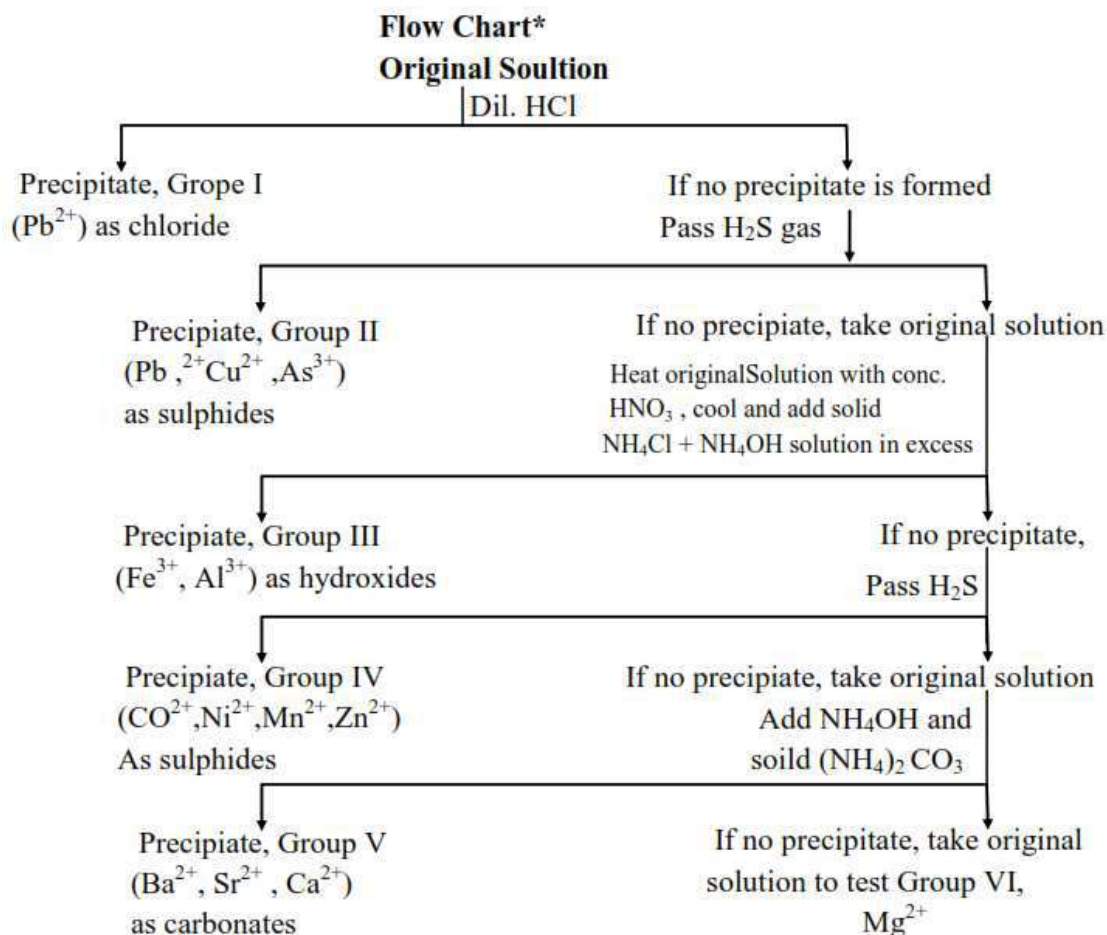 Flow Chart*
Original Soultion
Dil. HCl
Precipitate, Grope I
(Pb²⁺) as chloride
If no precipitate is formed
Pass H₂S gas
Precipiate, Group II
(Pb ,²⁺Cu²⁺ ,As³⁺)
as sulphides
If no precipiate, take original solution
Heat originalSolution with conc.
HNO₃ , cool and add solid
NH₄Cl + NH₄OH solution in excess
Precipiate, Group III
(Fe³⁺, Al³⁺) as hydroxides
If no precipitate,
Pass H₂S
Precipiate, Group IV
(CO²⁺,Ni²⁺,Mn²⁺,Zn²⁺)
As sulphides
If no precipiate, take original solution
Add NH₄OH and
soild (NH₄)₂ CO₃
Precipiate, Group V
(Ba²⁺, Sr²⁺ , Ca²⁺)
as carbonates
If no precipitate, take original
solution to test Group VI,
Mg²⁺